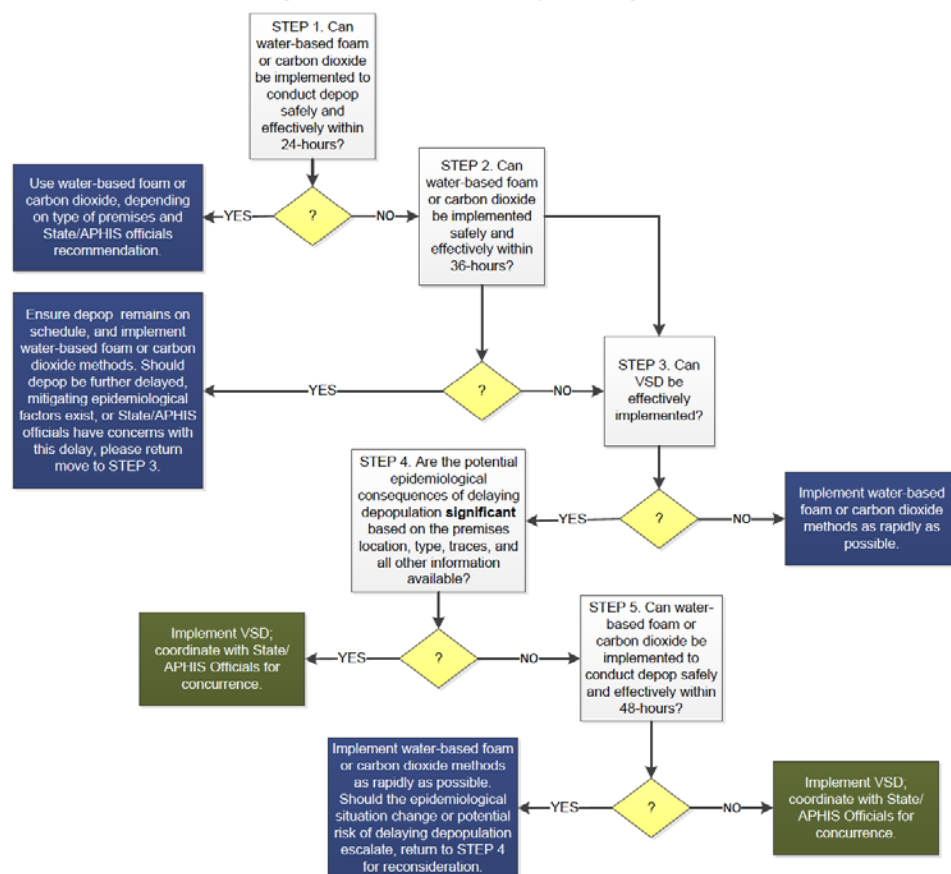 STEP 1. Can
water-based foam
or carbon dioxide
be implemented to
conduct depop
safely and
effectively within
24-hours?
?
YES
NO
Use water-based foam or
carbon dioxide, depending
on type of premises and
State/APHIS officials
recommendation.
STEP 2. Can
water-based foam
or carbon dioxide
be implemented
safely and
effectively within
36-hours?
?
YES
NO
Ensure depop remains on
schedule, and implement
water-based foam or carbon
dioxide methods. Should
depop be further delayed,
mitigating epidemiological
factors exist, or State/APHIS
officials have concerns with
this delay, please return
move to STEP 3.
STEP 3. Can
VSD be
effectively
implemented?
?
YES
NO
Implement water-based
foam or carbon dioxide
methods as rapidly as
possible.
STEP 4. Are the potential
epidemiological
consequences of delaying
depopulation significant
based on the premises
location, type, traces, and
all other information
available?
?
YES
NO
Implement VSD;
coordinate with State/
APHIS Officials for
concurrence.
STEP 5. Can water-
based foam or
carbon dioxide be
implemented to
conduct depop safely
and effectively within
48-hours?
?
YES
NO
Implement water-based foam
or carbon dioxide methods
as rapidly as possible.
Should the epidemiological
situation change or potential
risk of delaying depopulation
escalate, return to STEP 4
for reconsideration.
Implement VSD;
coordinate with State/
APHIS Officials for
concurrence.